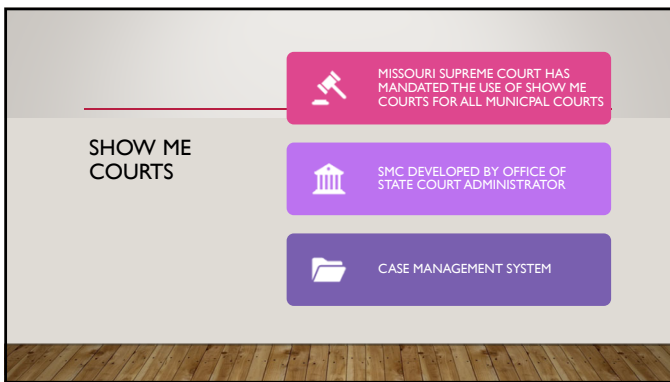 SHOW ME
COURTS
MISSOURI SUPREME COURT HAS
MANDATED THE USE OF SHOW ME
COURTS FOR ALL MUNICPAL COURTS
SMC DEVELOPED BY OFFICE OF
STATE COURT ADMINISTRATOR
CASE MANAGEMENT SYSTEM